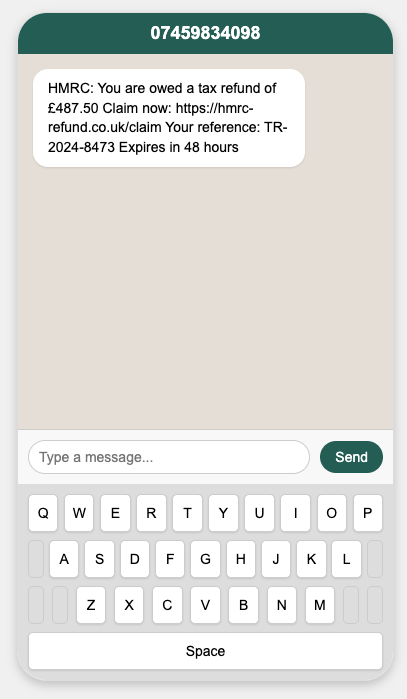 07459834098
HMRC: You are owed a tax refund of
£487.50 Claim now: https://hmrc-
refund.co.uk/claim Your reference: TR-
2024-8473 Expires in 48 hours
Type a message...
Send
Q W E R T Y U I O P
A S D F G H J K L
Z X C V B N M
Space